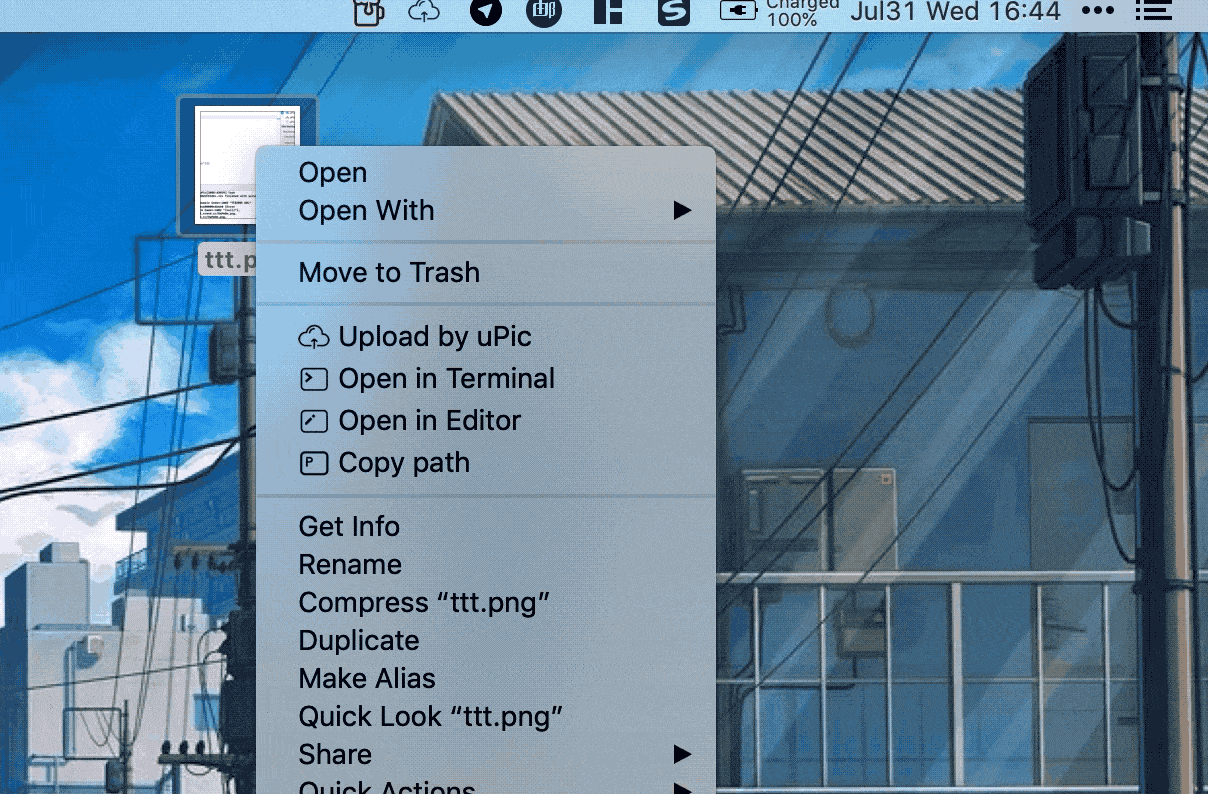 Charged
100%
Jul31 Wed 16:44
ttt.p
Open
Open With
Move to Trash
Upload by uPic
Open in Terminal
Open in Editor
Copy path
Get Info
Rename
Compress “ttt.png”
Duplicate
Make Alias
Quick Look “ttt.png”
Share
Quick Actions